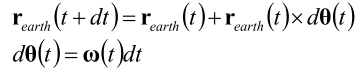 r_earth(t + dt) = r_earth(t) + r_earth(t) × dθ(t)
dθ(t) = ω(t)dt